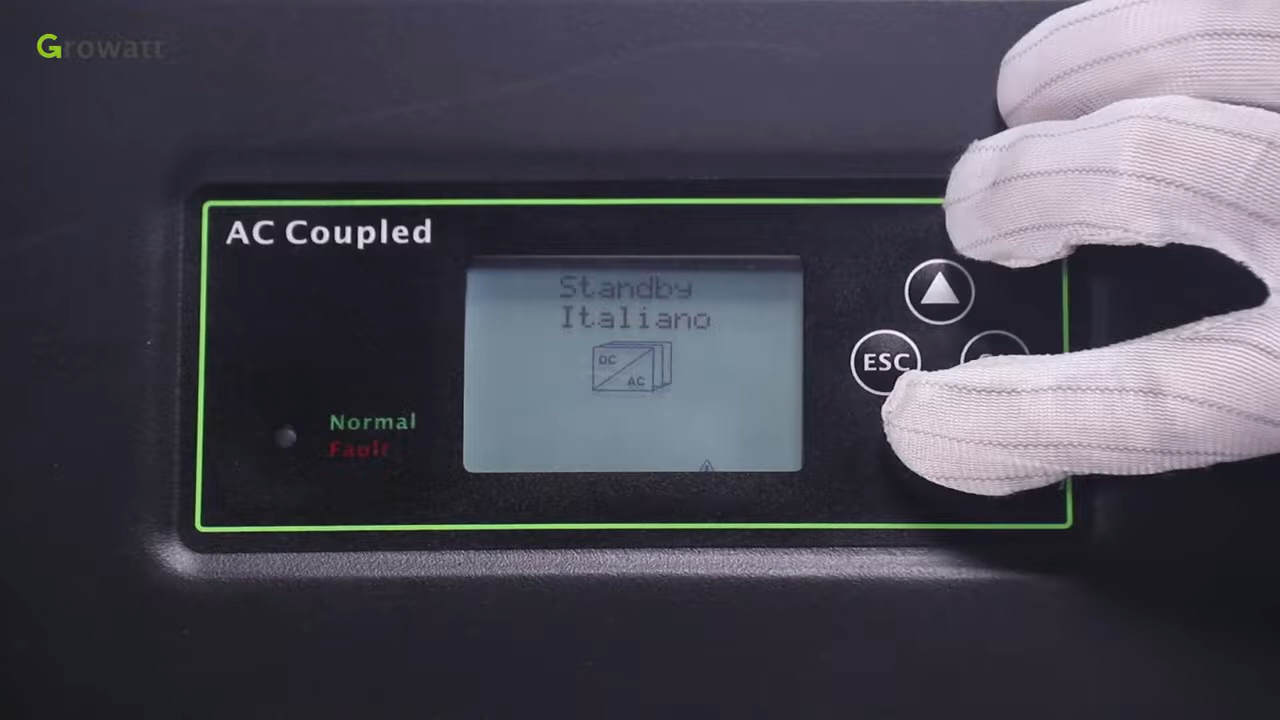 Growatt
AC Coupled
Standby
Italiano
DC
AC
ESC
Normal
Fault